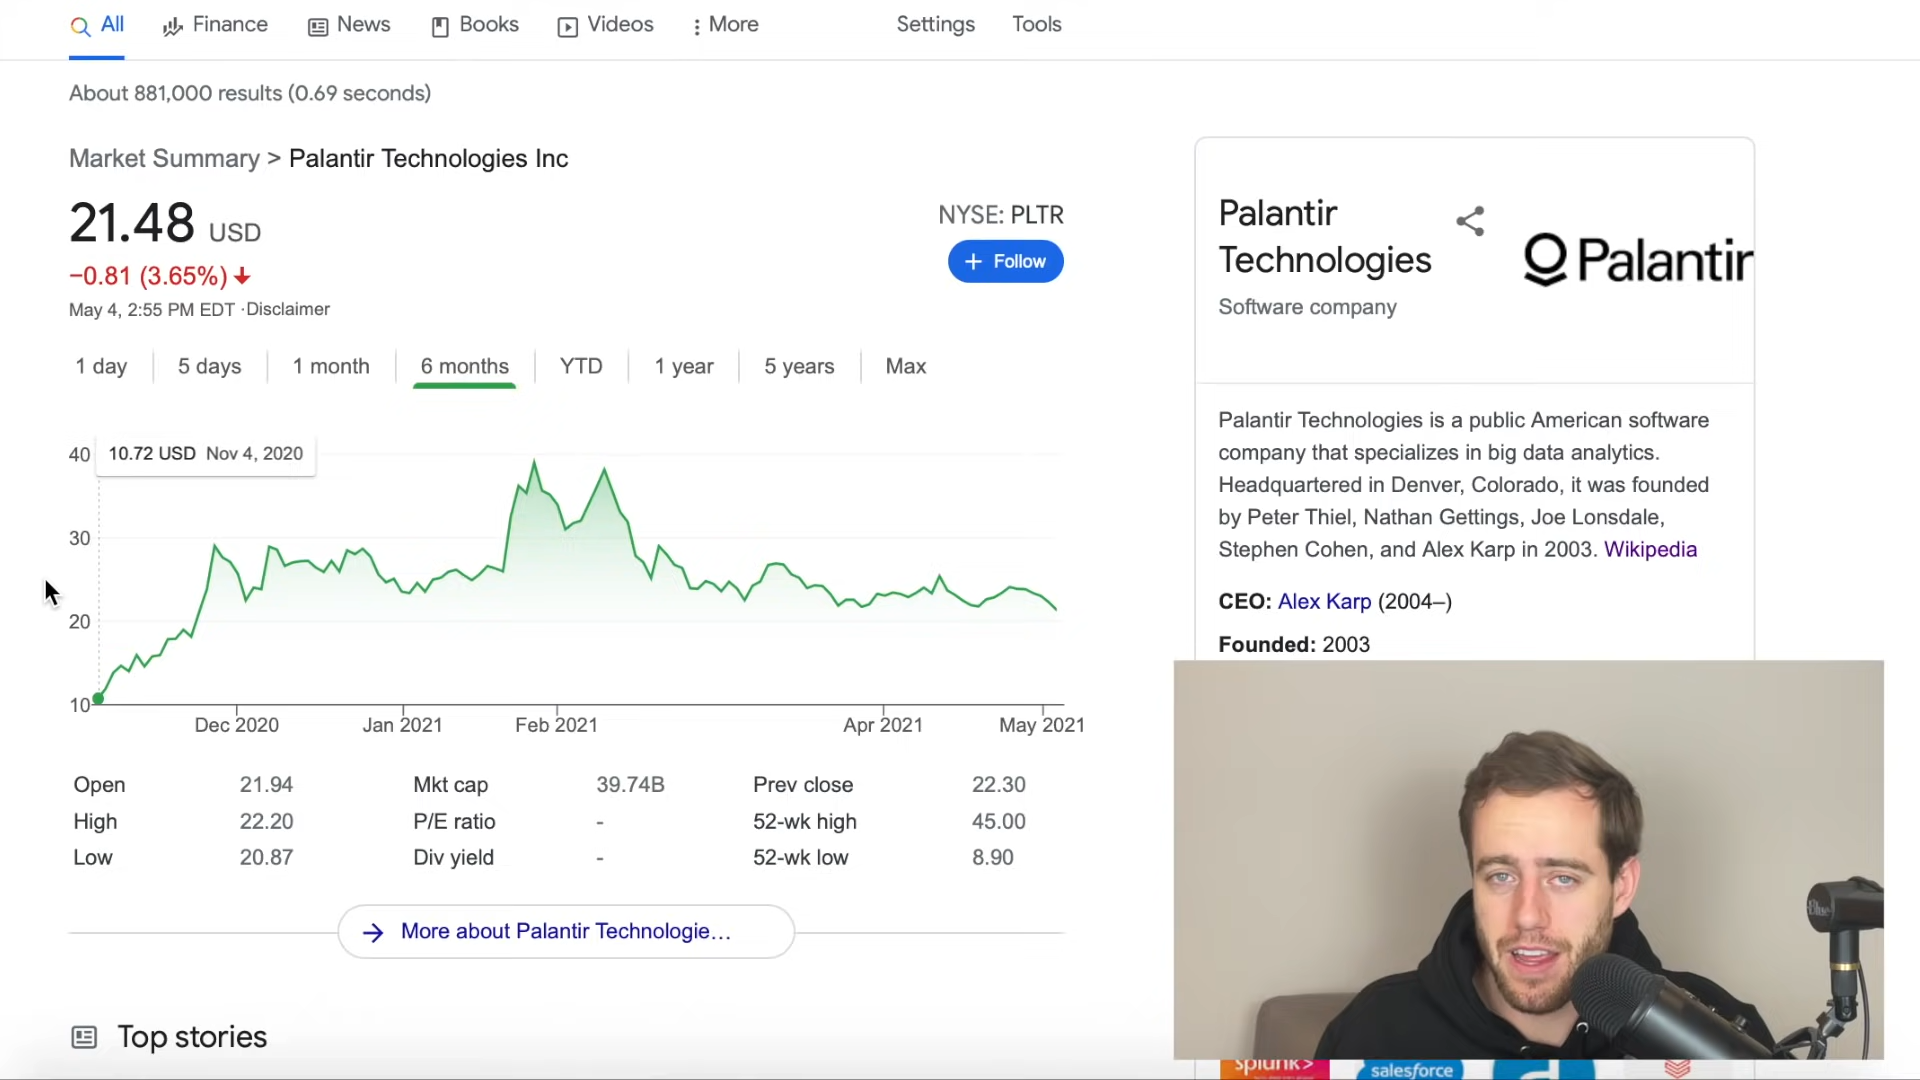 All
Finance
News
Books
Videos
More
Settings
Tools
About 881,000 results (0.69 seconds)
Market Summary > Palantir Technologies Inc
21.48 USD
−0.81 (3.65%)
May 4, 2:55 PM EDT · Disclaimer
NYSE: PLTR
+ Follow
1 day
5 days
1 month
6 months
YTD
1 year
5 years
Max
10.72 USD Nov 4, 2020
40
30
20
10
Dec 2020
Jan 2021
Feb 2021
Apr 2021
May 2021
Open 21.94
Mkt cap 39.74B
Prev close 22.30
High 22.20
P/E ratio -
52-wk high 45.00
Low 20.87
Div yield -
52-wk low 8.90
More about Palantir Technologie…
Top stories
Palantir
Technologies
Software company
Palantir
Palantir Technologies is a public American software
company that specializes in big data analytics.
Headquartered in Denver, Colorado, it was founded
by Peter Thiel, Nathan Gettings, Joe Lonsdale,
Stephen Cohen, and Alex Karp in 2003. Wikipedia
CEO: Alex Karp (2004–)
Founded: 2003
Blue
splunk>
salesforce